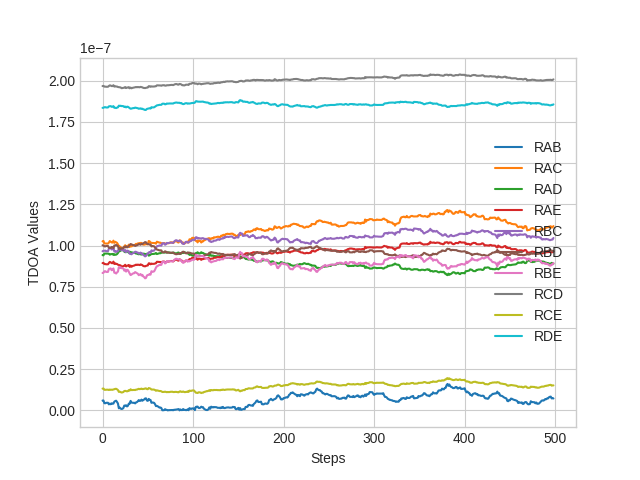 1e−7
2.00
1.75
1.50
1.25
1.00
0.75
0.50
0.25
0.00
TDOA Values
0 100 200 300 400 500
Steps
RAB
RAC
RAD
RAE
RBC
RBD
RBE
RCD
RCE
RDE